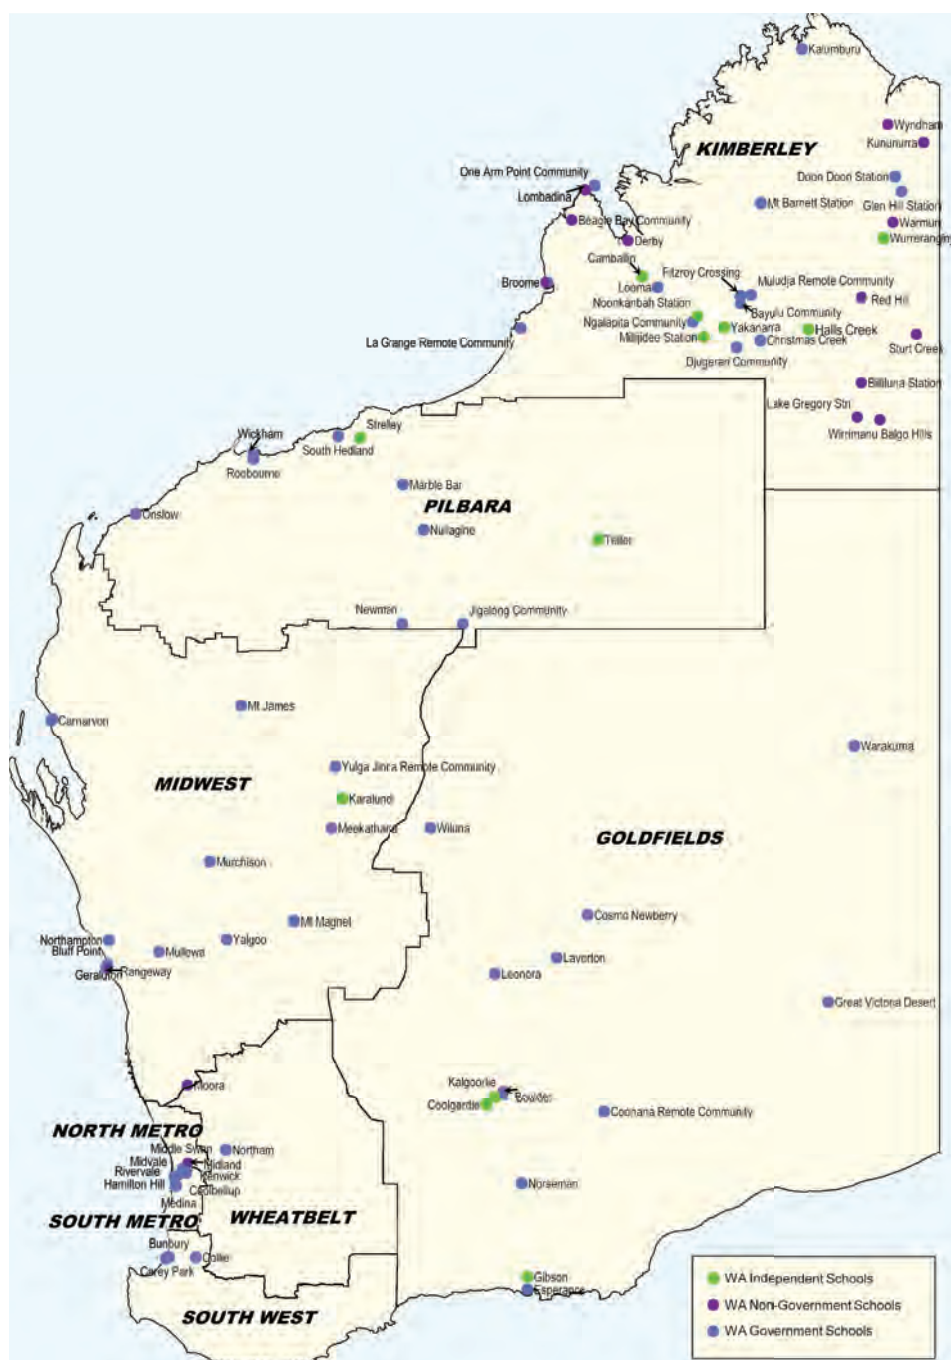 Kalumburu
Wyndham
KIMBERLEY
Kununurra
One Arm Point Community
Doon Doon Station
Lombadina
Mt Barnett Station
Glen Hill Station
Beagle Bay Community
Warmun
Derby
Wurreranginy
Camballin
Fitzroy Crossing
Muludja Remote Community
Broome
Looma
Red Hill
Noonkanbah Station
Bayulu Community
Ngalapita Community
Yakanarra
Halls Creek
La Grange Remote Community
Millijidee Station
Christmas Creek
Sturt Creek
Djugerari Community
Billiluna Station
Lake Gregory Stn
Strelley
Wickham
Wirrimanu Balgo Hills
South Hedland
Roebourne
Marble Bar
PILBARA
Onslow
Nullagine
Telfer
Newman
Jigalong Community
Mt James
Carnarvon
Warakurna
Yulga Jinna Remote Community
MIDWEST
Karalundi
Meekathara
Wiluna
GOLDFIELDS
Murchison
Cosmo Newberry
Mt Magnet
Northampton
Yalgoo
Bluff Point
Mullewa
Laverton
Geraldton
Rangeway
Leonora
Great Victoria Desert
Kalgoorlie
Moora
Boulder
Coolgardie
Coonana Remote Community
NORTH METRO
Middle Swan
Northam
Midvale
Midland
Rivervale
Kenwick
Hamilton Hill
Norseman
Coolbellup
Medina
SOUTH METRO
WHEATBELT
Bunbury
Collie
Carey Park
Gibson
WA Independent Schools
Esperance
WA Non-Government Schools
SOUTH WEST
WA Government Schools